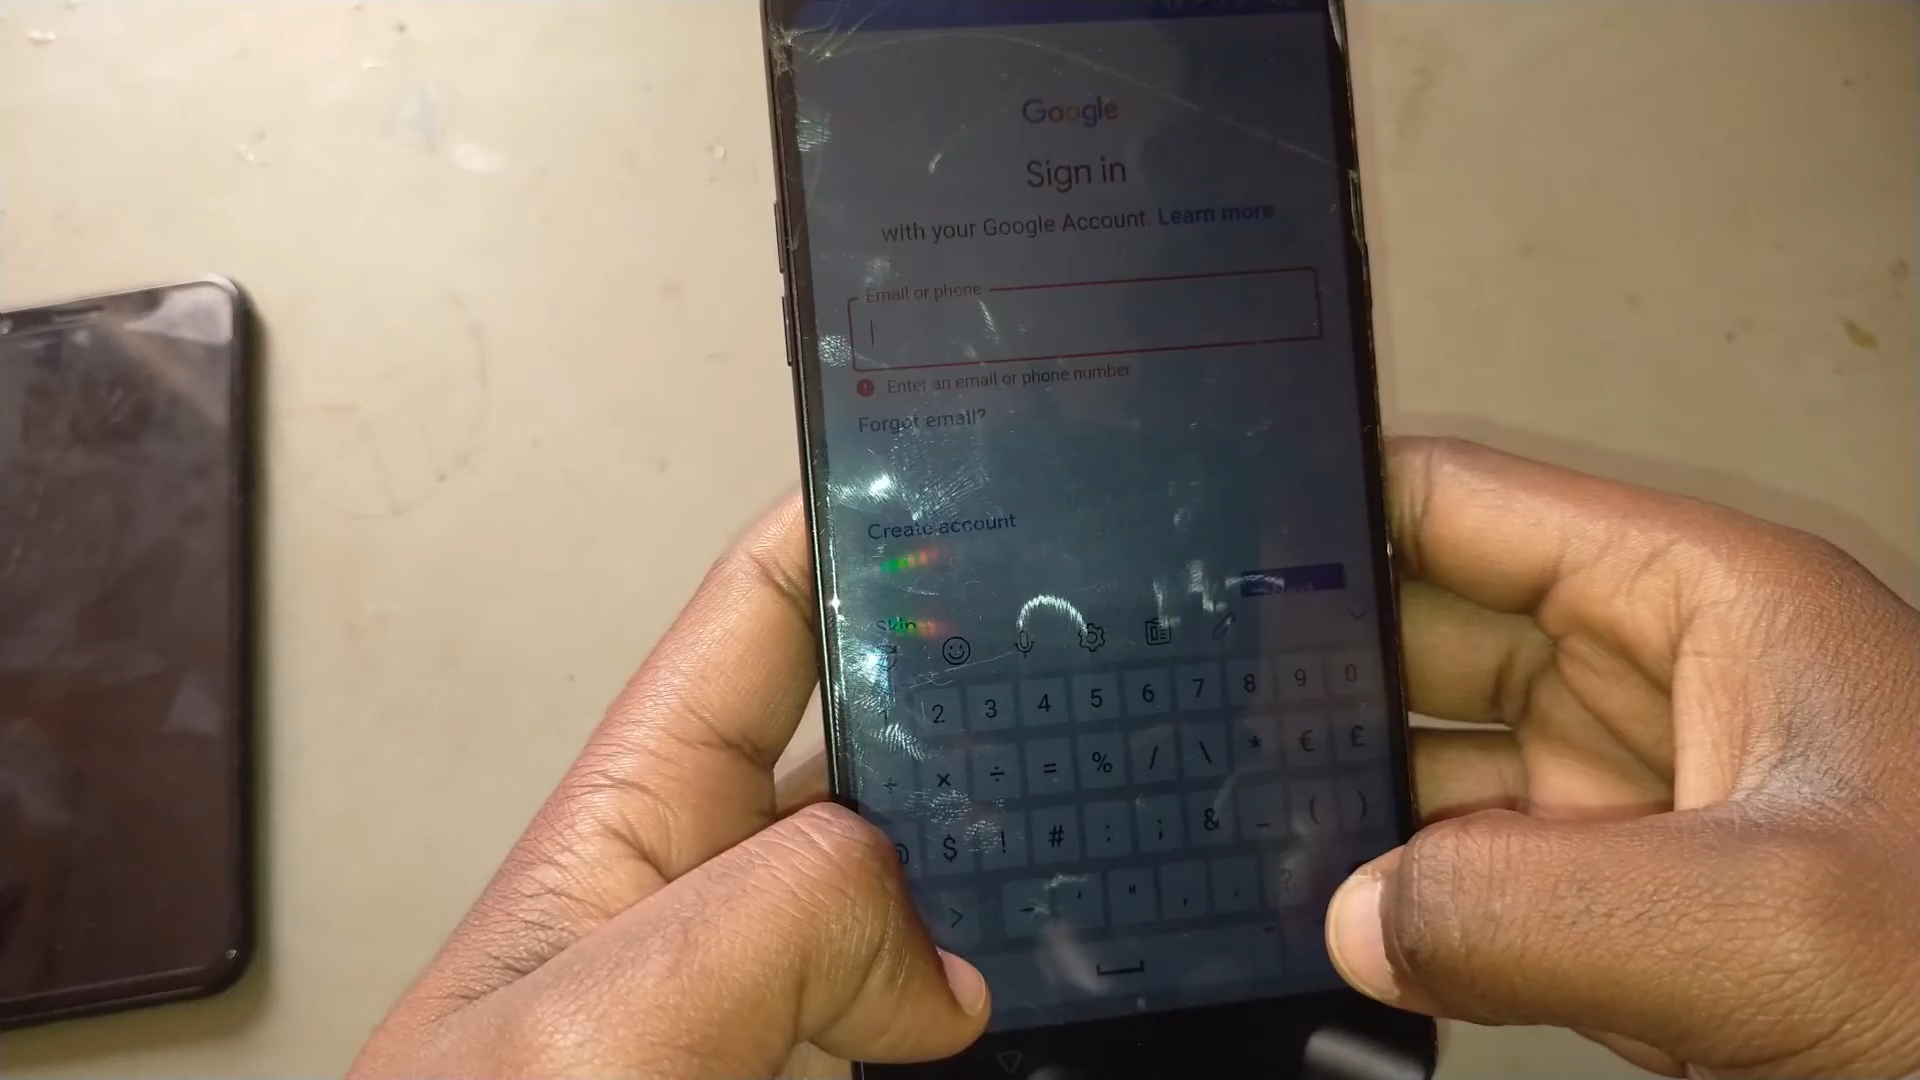 Google
Sign in
with your Google Account. Learn more
Email or phone
Enter an email or phone number
Forgot email?
Create account
Skip
2 3 4 5 6 7 8 9 0
+ × ÷ = % / \ * € £
$ ! # : ; & _ ( )
> - ' " , . ?